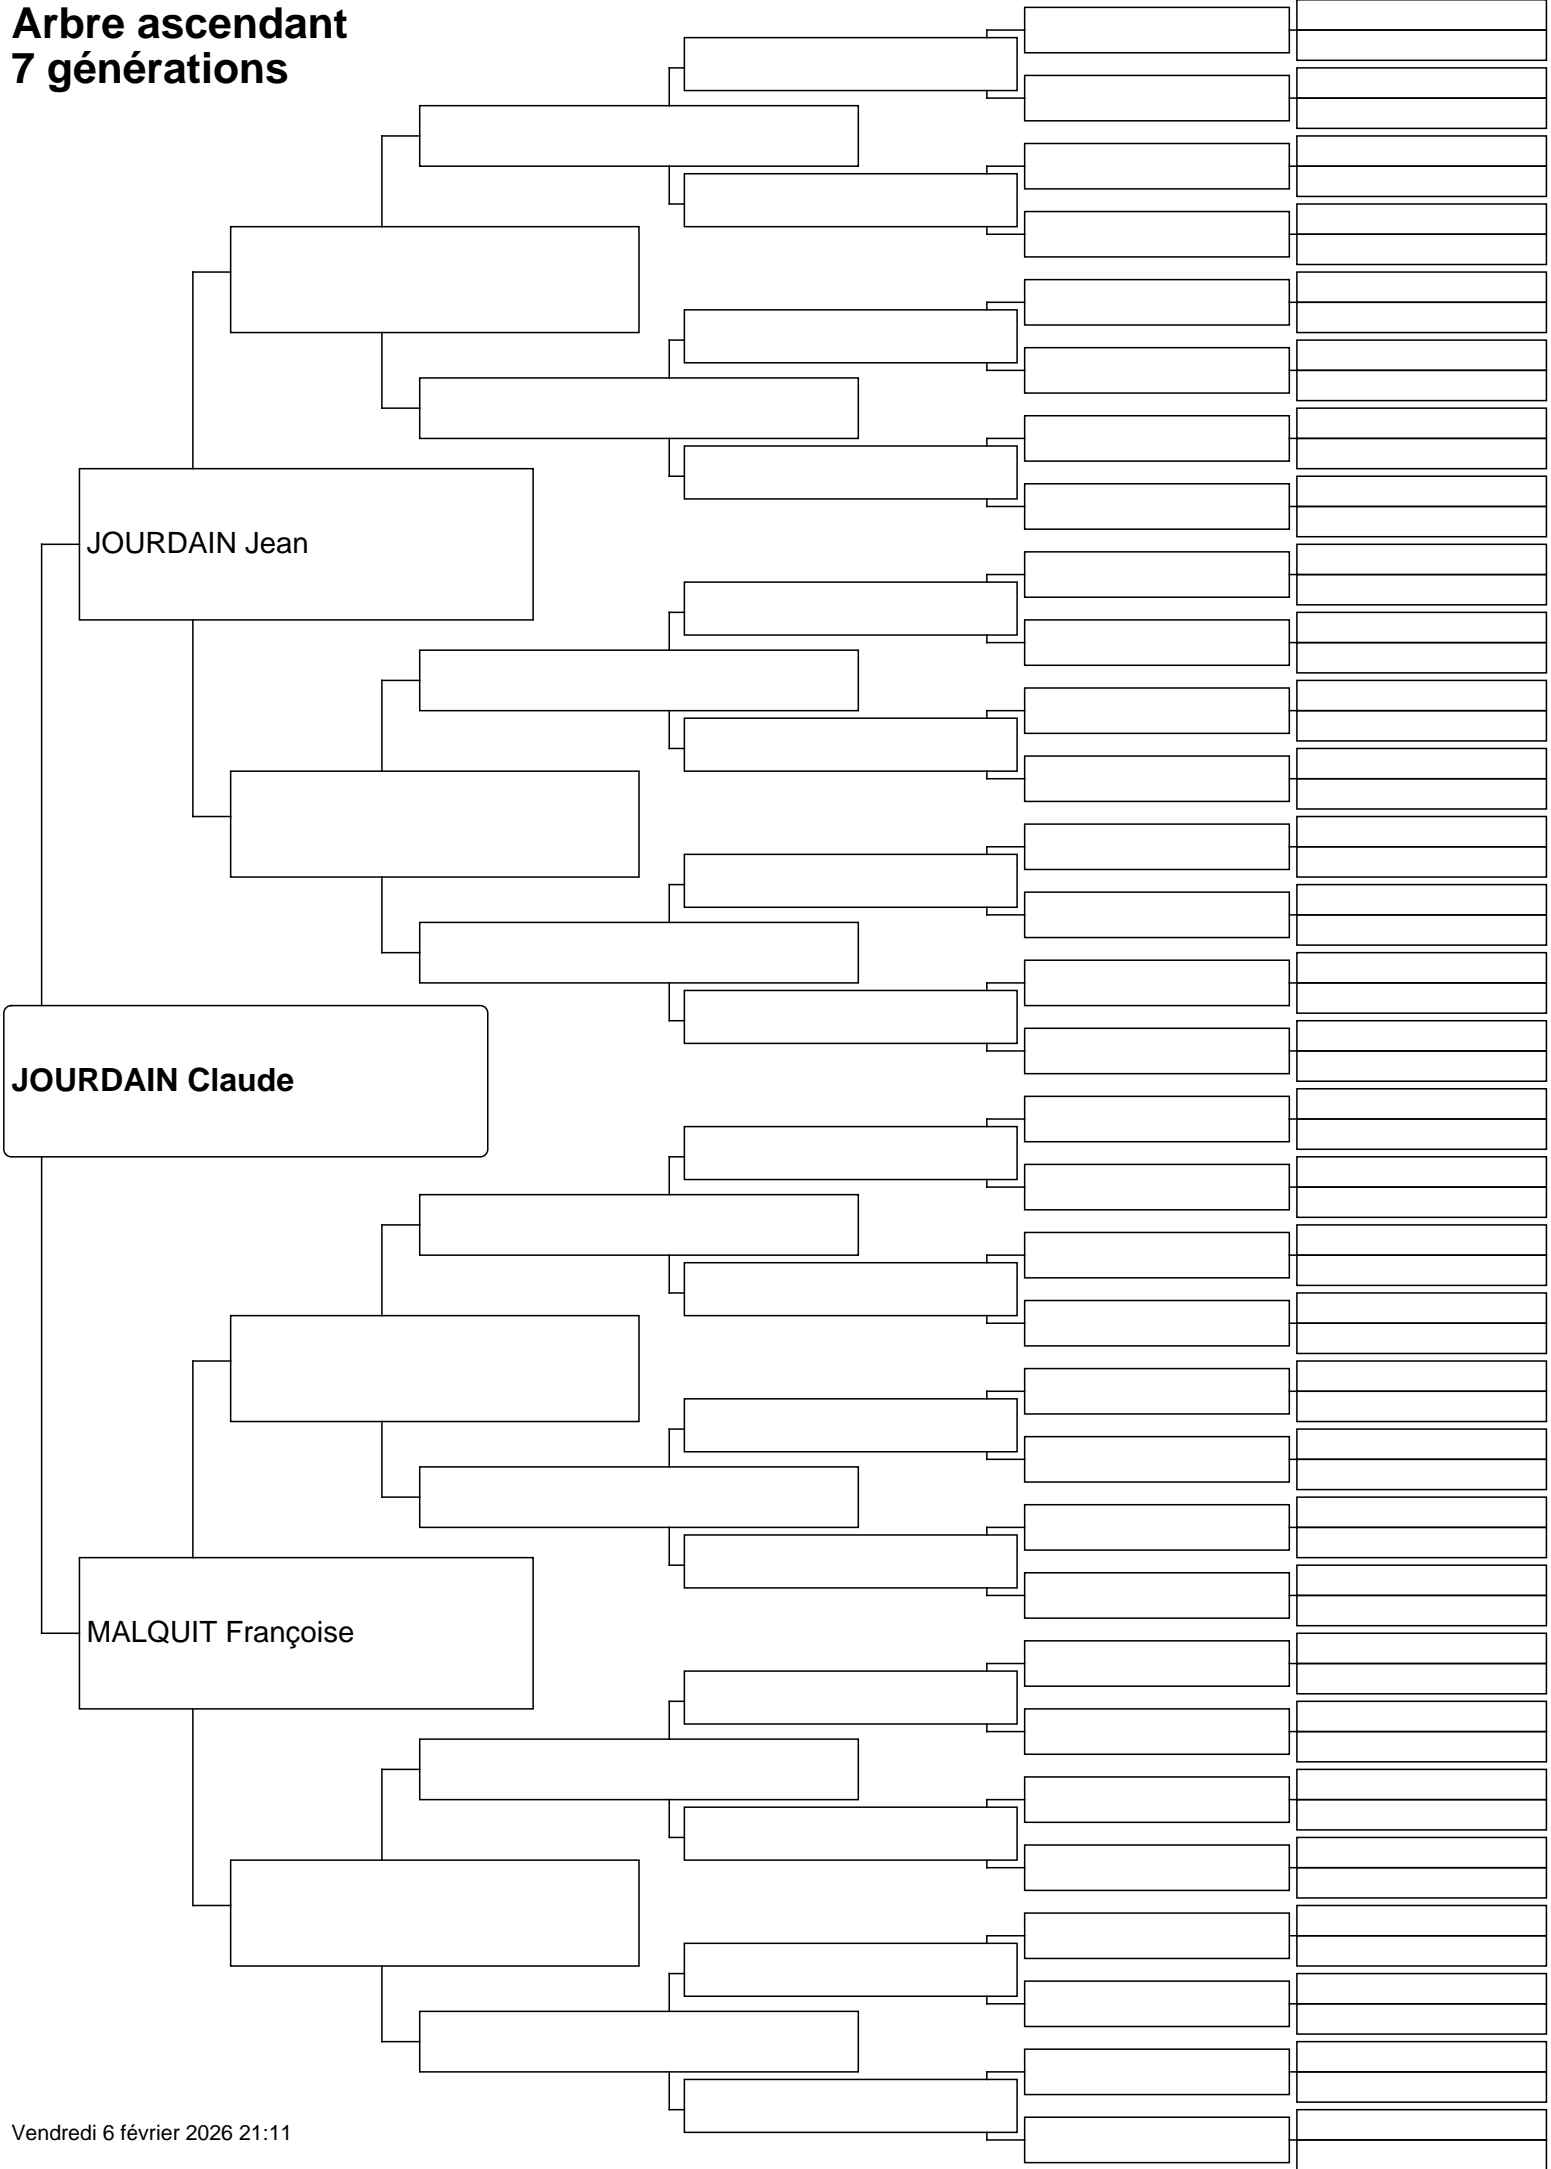 Arbre ascendant
7 générations
JOURDAIN Jean
JOURDAIN Claude
MALQUIT Françoise
Vendredi 6 février 2026 21:11